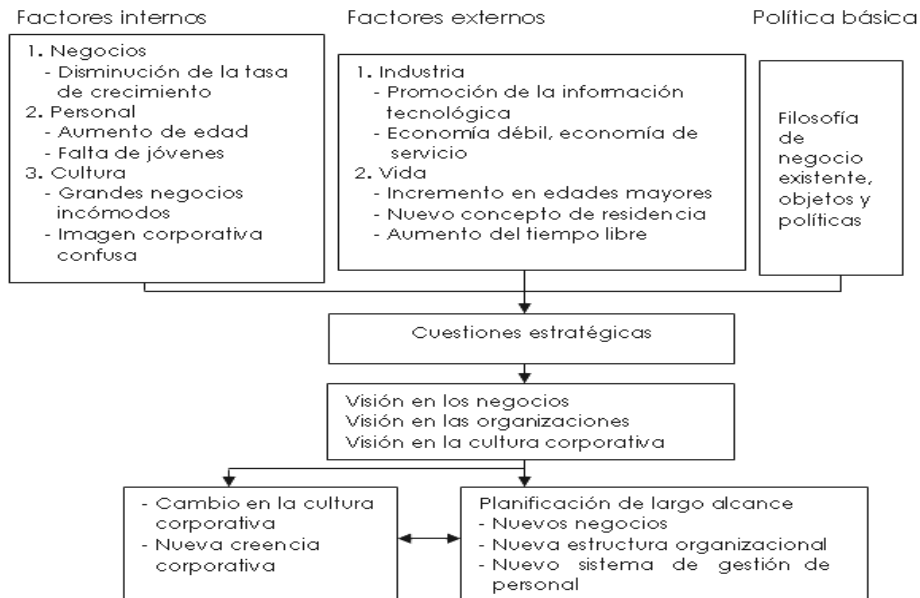 Factores internos
1. Negocios
- Disminución de la tasa
de crecimiento
2. Personal
- Aumento de edad
- Falta de jóvenes
3. Cultura
- Grandes negocios
incómodos
- Imagen corporativa
confusa
Factores externos
1. Industria
- Promoción de la información
tecnológica
- Economía débil, economía de
servicio
2. Vida
- Incremento en edades mayores
- Nuevo concepto de residencia
- Aumento del tiempo libre
Política básica
Filosofía
de
negocio
existente,
objetos y
políticas
Cuestiones estratégicas
Visión en los negocios
Visión en las organizaciones
Visión en la cultura corporativa
- Cambio en la cultura
corporativa
- Nueva creencia
corporativa
Planificación de largo alcance
- Nuevos negocios
- Nueva estructura organizacional
- Nuevo sistema de gestión de
personal